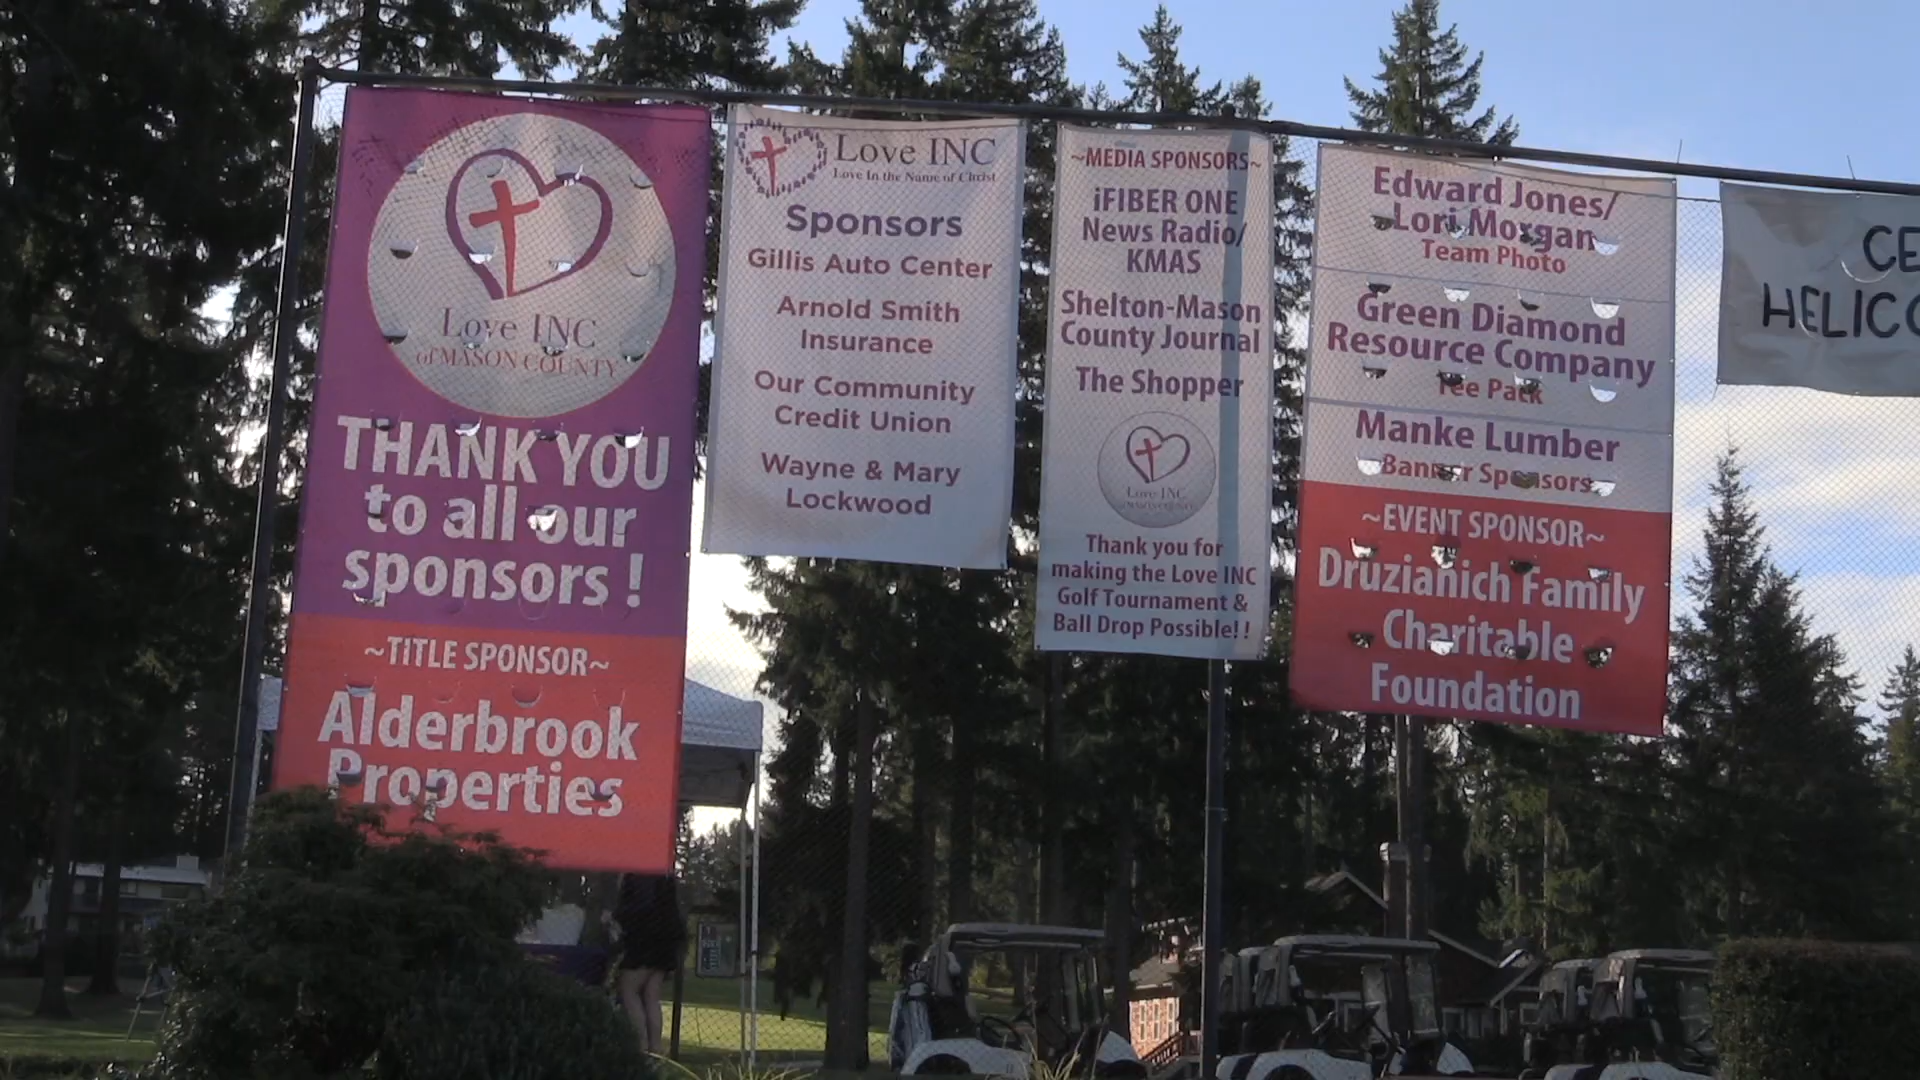 Love INC
of MASON COUNTY
THANK YOU
to all our
sponsors !
~TITLE SPONSOR~
Alderbrook
Properties
Love INC
Love In the Name of Christ
Sponsors
Gillis Auto Center
Arnold Smith
Insurance
Our Community
Credit Union
Wayne & Mary
Lockwood
~MEDIA SPONSORS~
iFIBER ONE
News Radio/
KMAS
Shelton-Mason
County Journal
The Shopper
Love INC
Thank you for
making the Love INC
Golf Tournament &
Ball Drop Possible!!
Edward Jones/
Lori Morgan
Team Photo
Green Diamond
Resource Company
Tee Pack
Manke Lumber
Banner Sponsors
~EVENT SPONSOR~
Druzianich Family
Charitable
Foundation
CE
HELICO